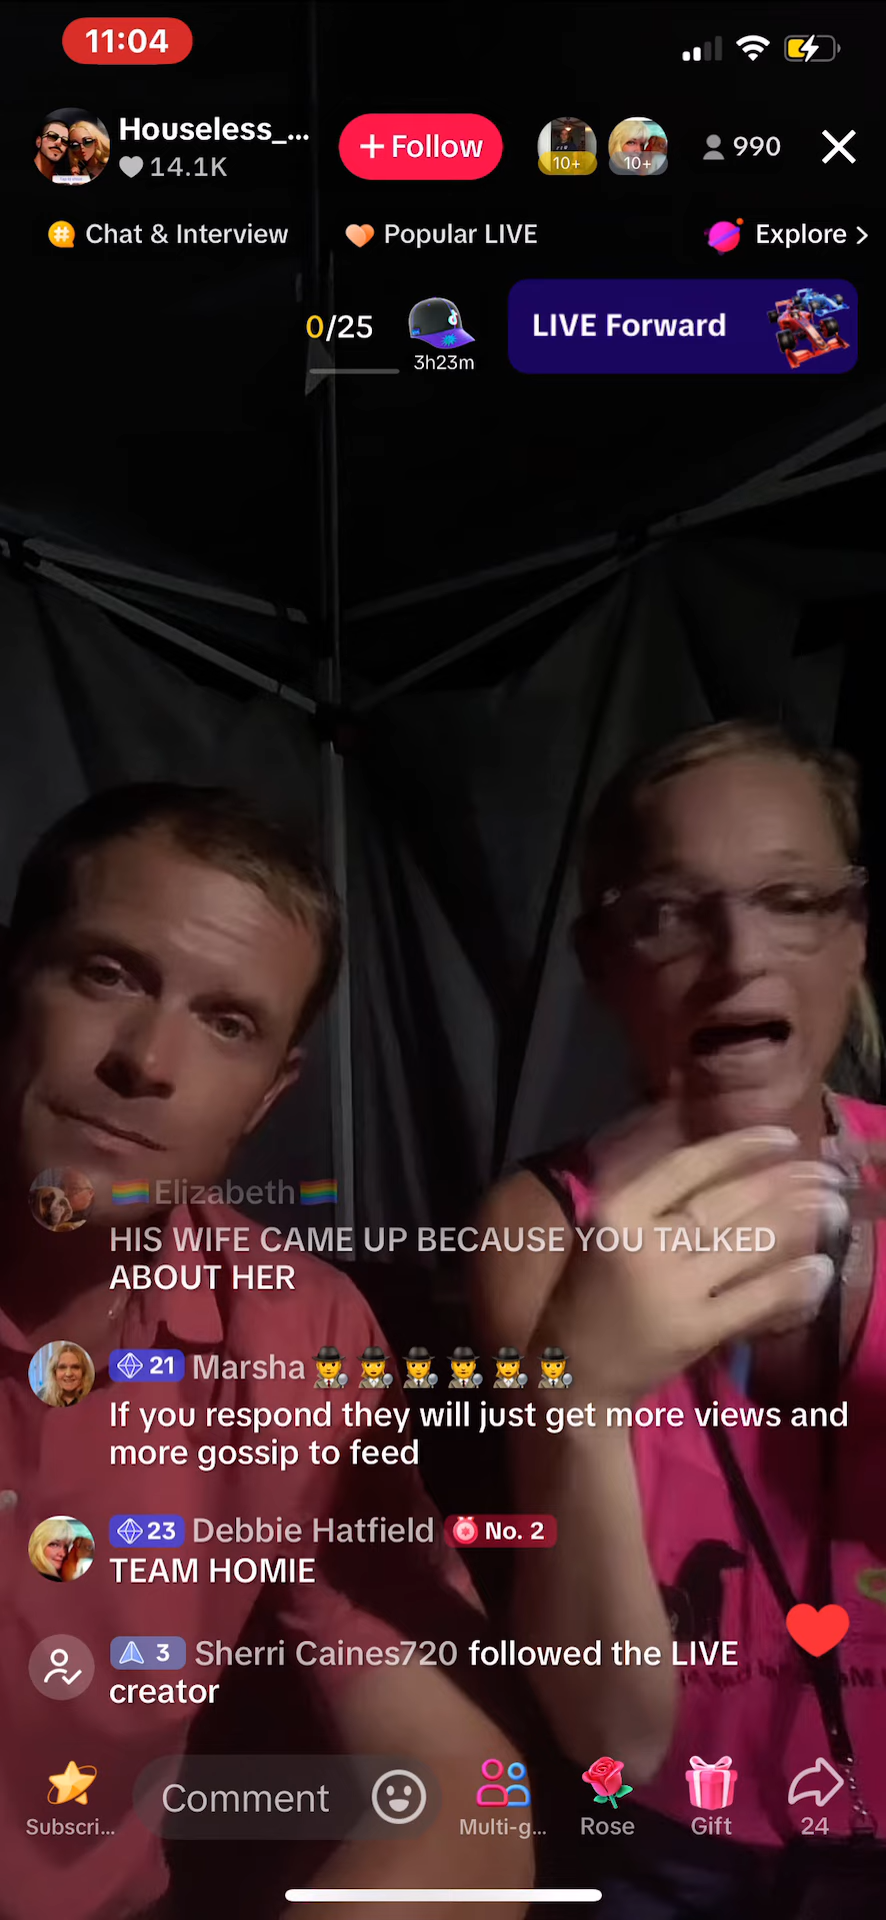 11:04
Houseless_...
14.1K
+ Follow
10+
10+
990
Chat & Interview
Popular LIVE
Explore >
0/25
3h23m
LIVE Forward
🏳️‍🌈Elizabeth🏳️‍🌈
HIS WIFE CAME UP BECAUSE YOU TALKED
ABOUT HER
21 Marsha🕵️🕵️🕵️🕵️🕵️🕵️
If you respond they will just get more views and
more gossip to feed
23 Debbie Hatfield No. 2
TEAM HOMIE
3 Sherri Caines720 followed the LIVE
creator
Comment
Subscri...
Multi-g...
Rose
Gift
24